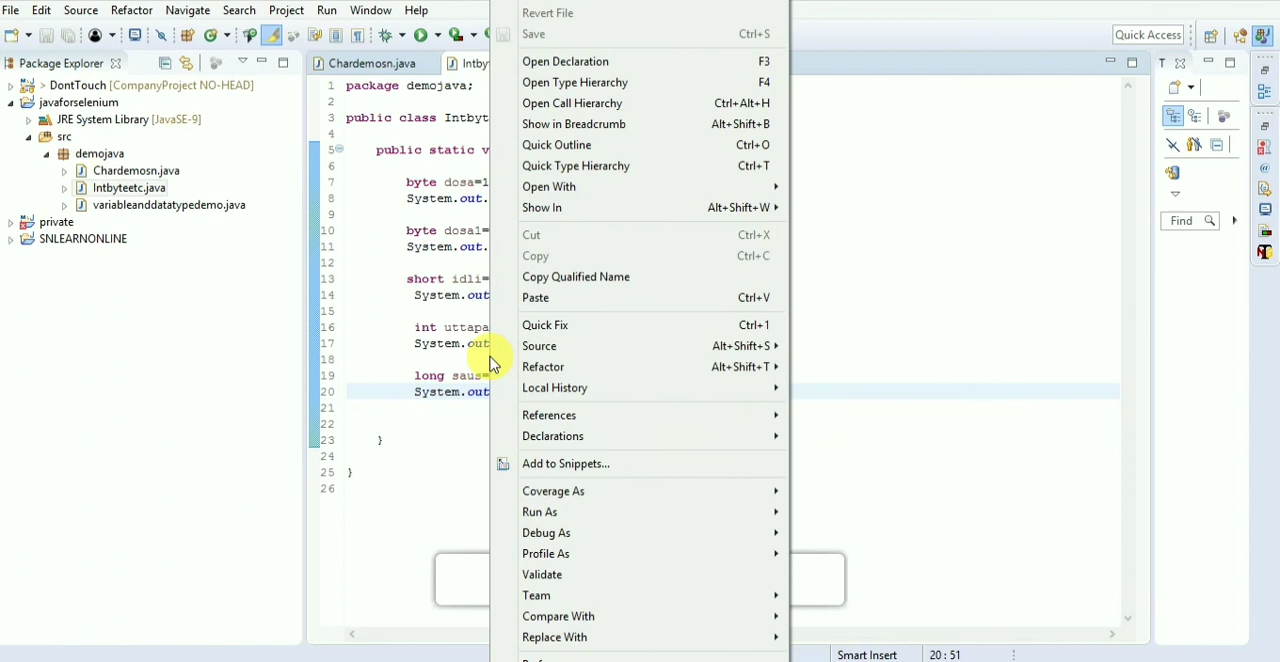 File Edit Source Refactor Navigate Search Project Run Window Help
Quick Access
Package Explorer
> DontTouch [CompanyProject NO-HEAD]
javaforselenium
JRE System Library [JavaSE-9]
src
demojava
Chardemosn.java
Intbyteetc.java
variableanddatatypedemo.java
private
SNLEARNONLINE
Chardemosn.java Intby
1 package demojava;
2
3 public class Intbyt
4
5 public static v
6
7 byte dosa=1
8 System.out.
9
10 byte dosa1=
11 System.out.
12
13 short idli=
14 System.out
15
16 int uttapa
17 System.out
18
19 long saus=
20 System.out
21
22
23 }
24
25 }
26
Revert File
Save Ctrl+S
Open Declaration F3
Open Type Hierarchy F4
Open Call Hierarchy Ctrl+Alt+H
Show in Breadcrumb Alt+Shift+B
Quick Outline Ctrl+O
Quick Type Hierarchy Ctrl+T
Open With
Show In Alt+Shift+W
Cut Ctrl+X
Copy Ctrl+C
Copy Qualified Name
Paste Ctrl+V
Quick Fix Ctrl+1
Source Alt+Shift+S
Refactor Alt+Shift+T
Local History
References
Declarations
Add to Snippets...
Coverage As
Run As
Debug As
Profile As
Validate
Team
Compare With
Replace With
T
Find
Smart Insert 20 : 51